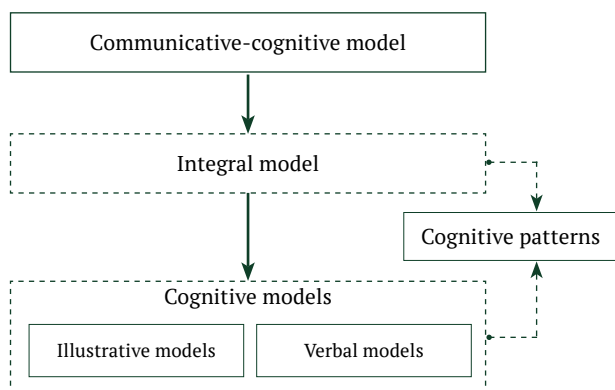 Communicative-cognitive model
Integral model
Cognitive patterns
Cognitive models
Illustrative models
Verbal models